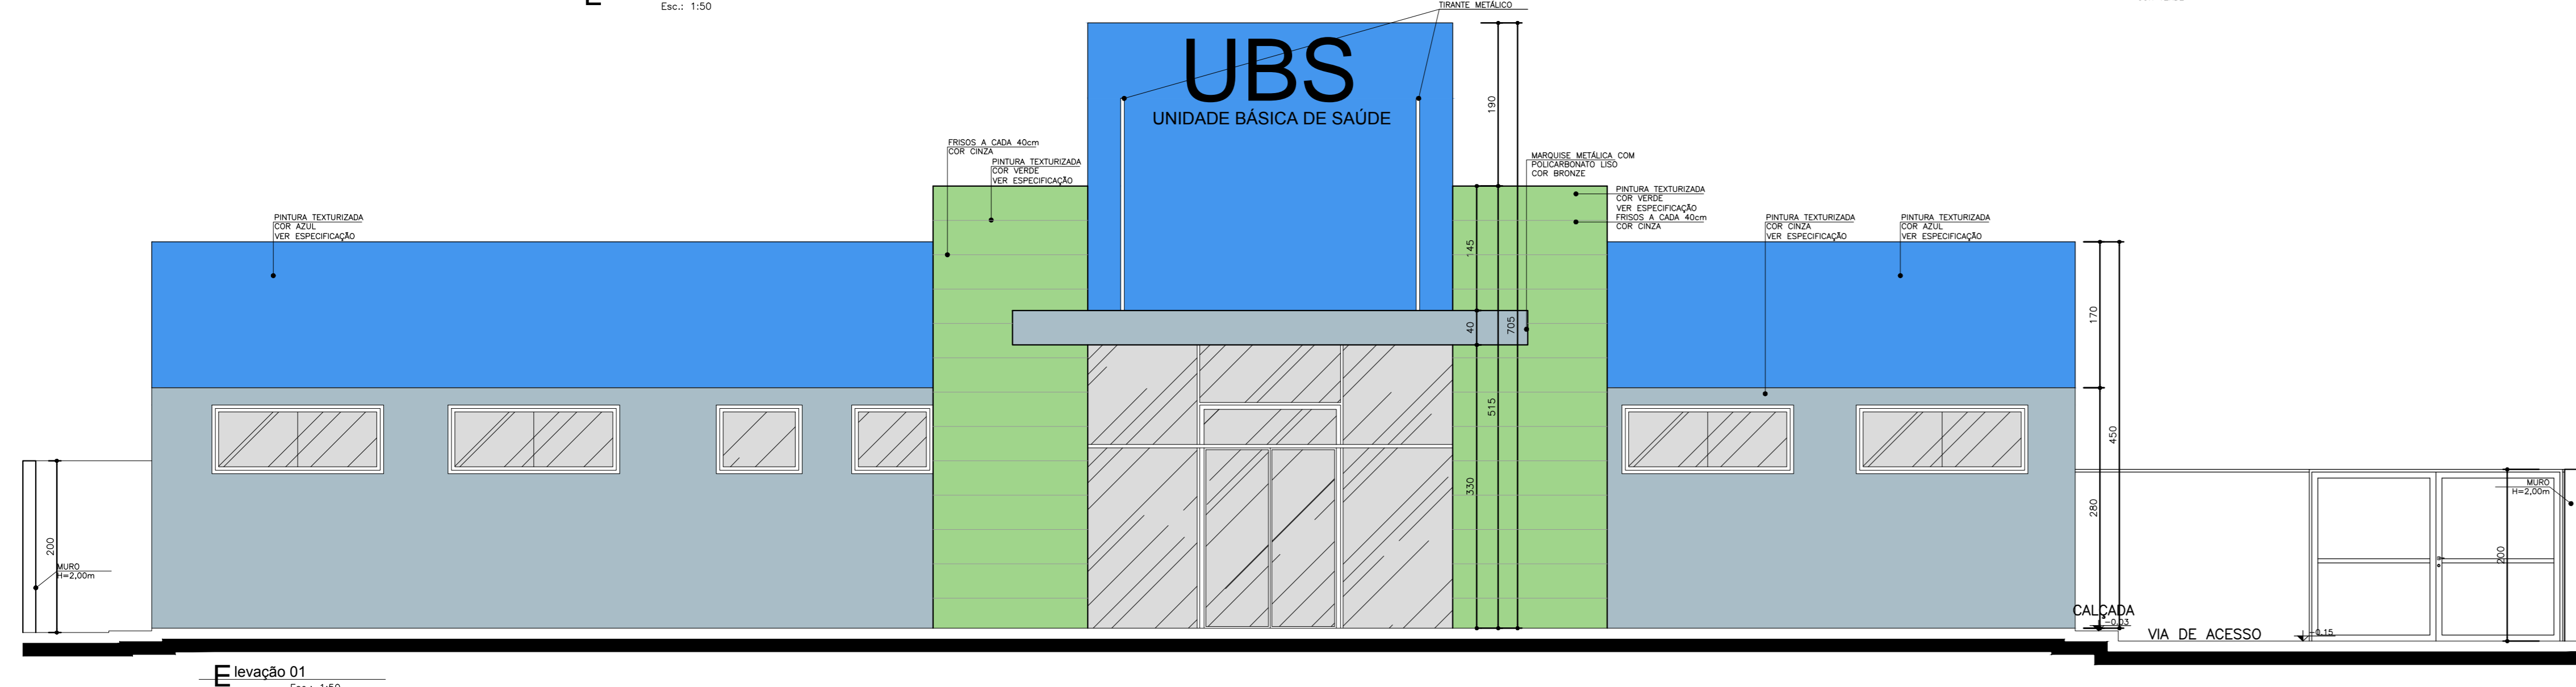 E
Esc.: 1:50
TIRANTE METÁLICO
UBS
UNIDADE BÁSICA DE SAÚDE
190
FRISOS A CADA 40cm
COR CINZA
PINTURA TEXTURIZADA
COR VERDE
VER ESPECIFICAÇÃO
MARQUISE METÁLICA COM
POLICARBONATO LISO
COR BRONZE
PINTURA TEXTURIZADA
COR VERDE
VER ESPECIFICAÇÃO
FRISOS A CADA 40cm
COR CINZA
PINTURA TEXTURIZADA
COR AZUL
VER ESPECIFICAÇÃO
PINTURA TEXTURIZADA
COR CINZA
VER ESPECIFICAÇÃO
PINTURA TEXTURIZADA
COR AZUL
VER ESPECIFICAÇÃO
145
40
705
170
515
450
330
280
200
MURO
H=2,00m
MURO
H=2,00m
200
CALÇADA
-0.03
VIA DE ACESSO
-0.15
Elevação 01
Esc.: 1:50